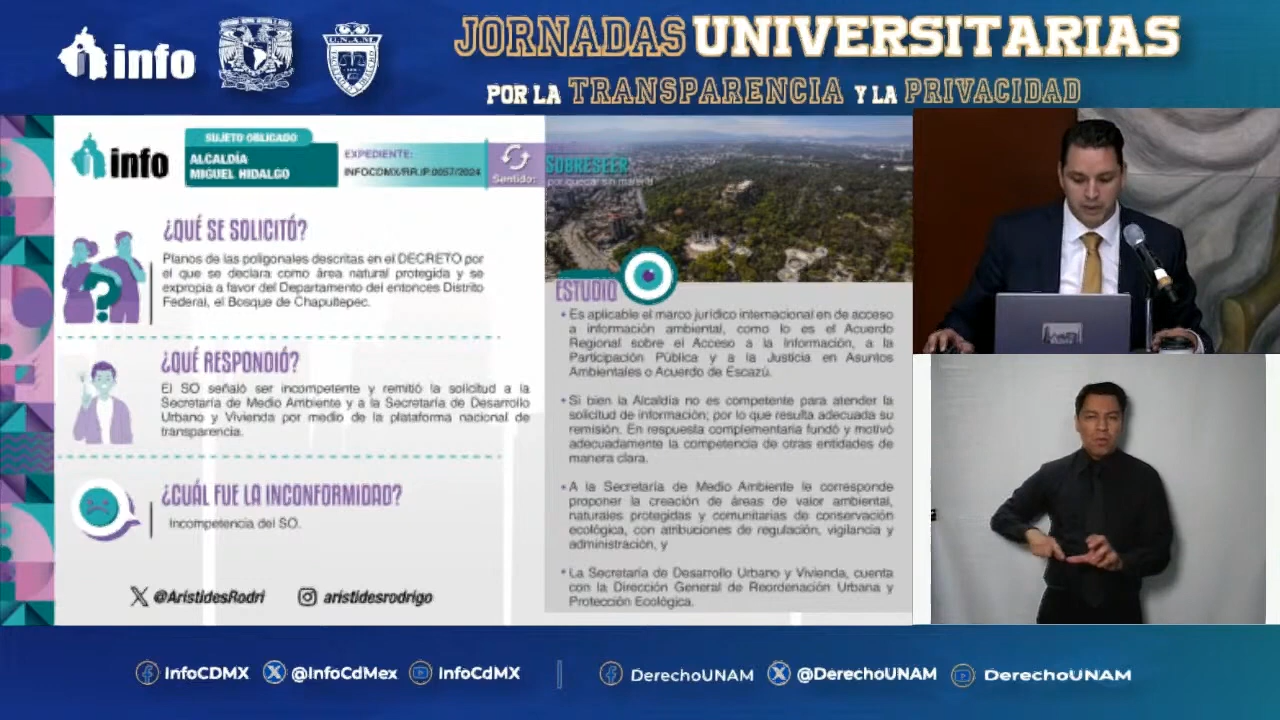 info
JORNADAS UNIVERSITARIAS
POR LA TRANSPARENCIA Y LA PRIVACIDAD
info
SUJETO OBLIGADO
ALCALDÍA
MIGUEL HIDALGO
EXPEDIENTE:
INFOCDMX/RR.IP.0057/2024
Sentido:
SOBRESEER
por quedar sin materia
¿QUÉ SE SOLICITÓ?
Planos de las poligonales descritas en el DECRETO por
el que se declara como área natural protegida y se
expropia a favor del Departamento del entonces Distrito
Federal, el Bosque de Chapultepec.
¿QUÉ RESPONDIÓ?
El SO señaló ser incompetente y remitió la solicitud a la
Secretaría de Medio Ambiente y a la Secretaría de Desarrollo
Urbano y Vivienda por medio de la plataforma nacional de
transparencia.
¿CUÁL FUE LA INCONFORMIDAD?
Incompetencia del SO.
@AristidesRodri
aristidesrodrigo
ESTUDIO
• Es aplicable el marco jurídico internacional en de acceso
a información ambiental, como lo es el Acuerdo
Regional sobre el Acceso a la Información, a la
Participación Pública y a la Justicia en Asuntos
Ambientales o Acuerdo de Escazú.
• Si bien la Alcaldía no es competente para atender la
solicitud de información; por lo que resulta adecuada su
remisión. En respuesta complementaria fundó y motivó
adecuadamente la competencia de otras entidades de
manera clara.
• A la Secretaría de Medio Ambiente le corresponde
proponer la creación de áreas de valor ambiental,
naturales protegidas y comunitarias de conservación
ecológica, con atribuciones de regulación, vigilancia y
administración, y
• La Secretaría de Desarrollo Urbano y Vivienda, cuenta
con la Dirección General de Reordenación Urbana y
Protección Ecológica.
InfoCDMX
@InfoCdMex
InfoCdMX
DerechoUNAM
@DerechoUNAM
DerechoUNAM